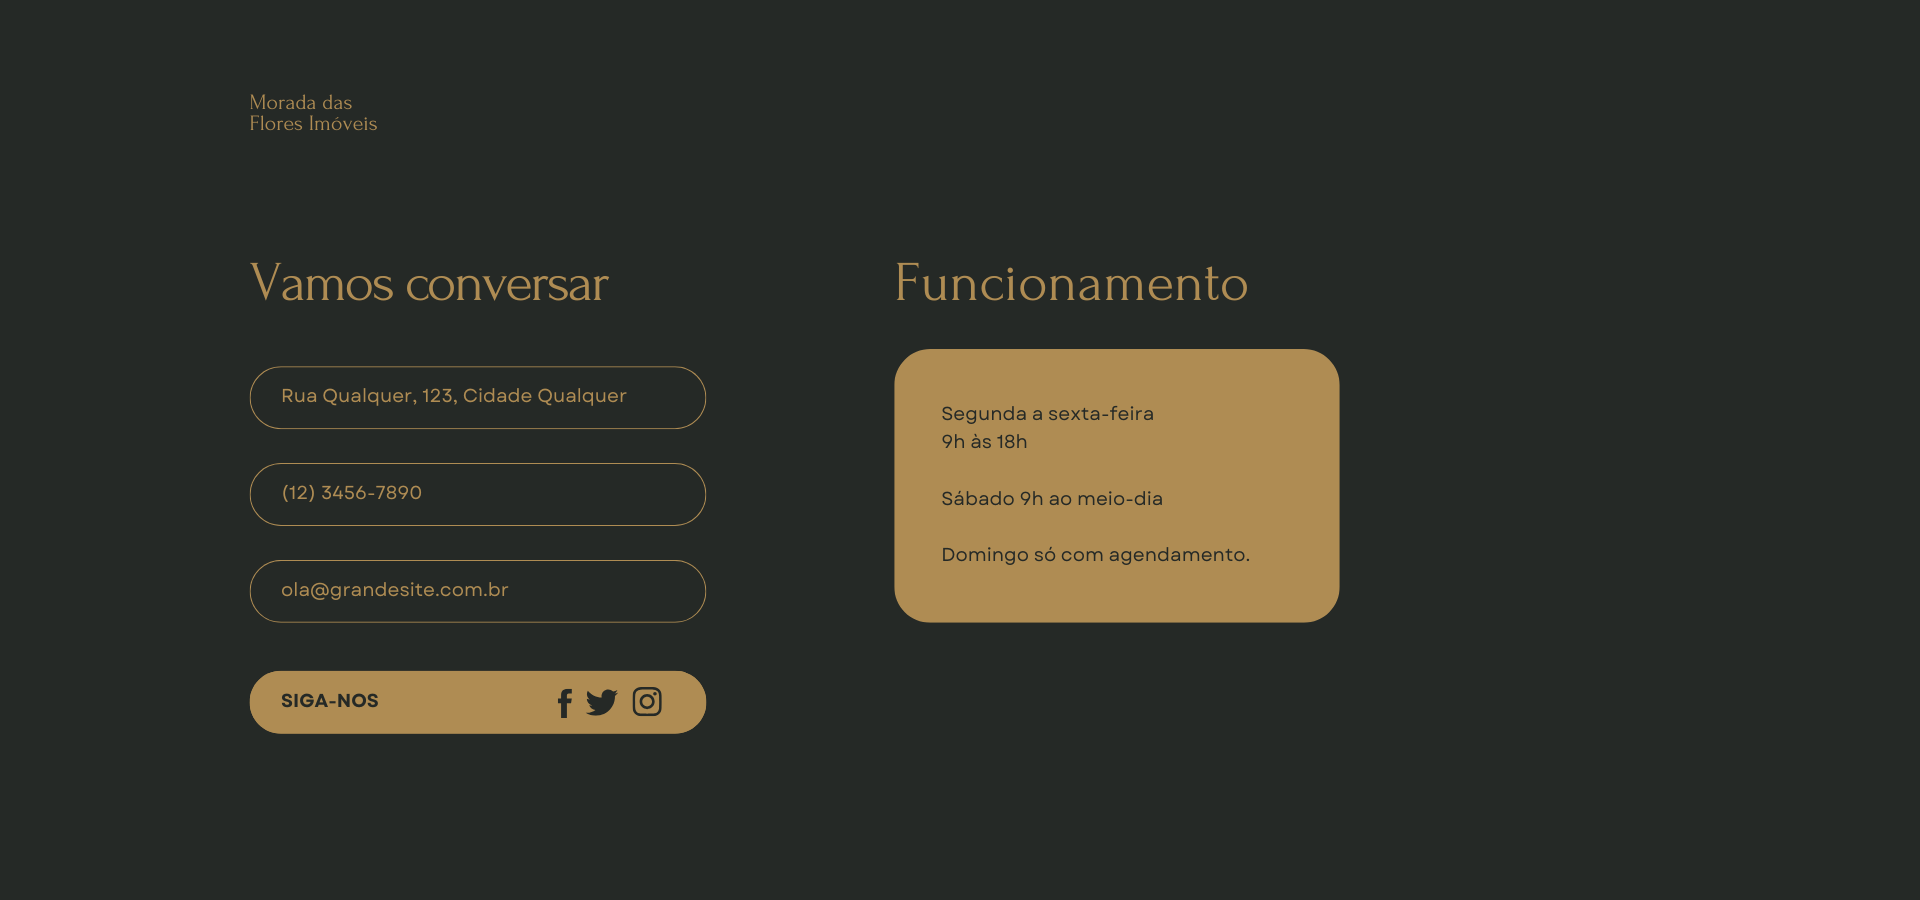 Morada das
Flores Imóveis
Vamos conversar
Rua Qualquer, 123, Cidade Qualquer
(12) 3456-7890
ola@grandesite.com.br
SIGA-NOS
Funcionamento
Segunda a sexta-feira
9h às 18h
Sábado 9h ao meio-dia
Domingo só com agendamento.